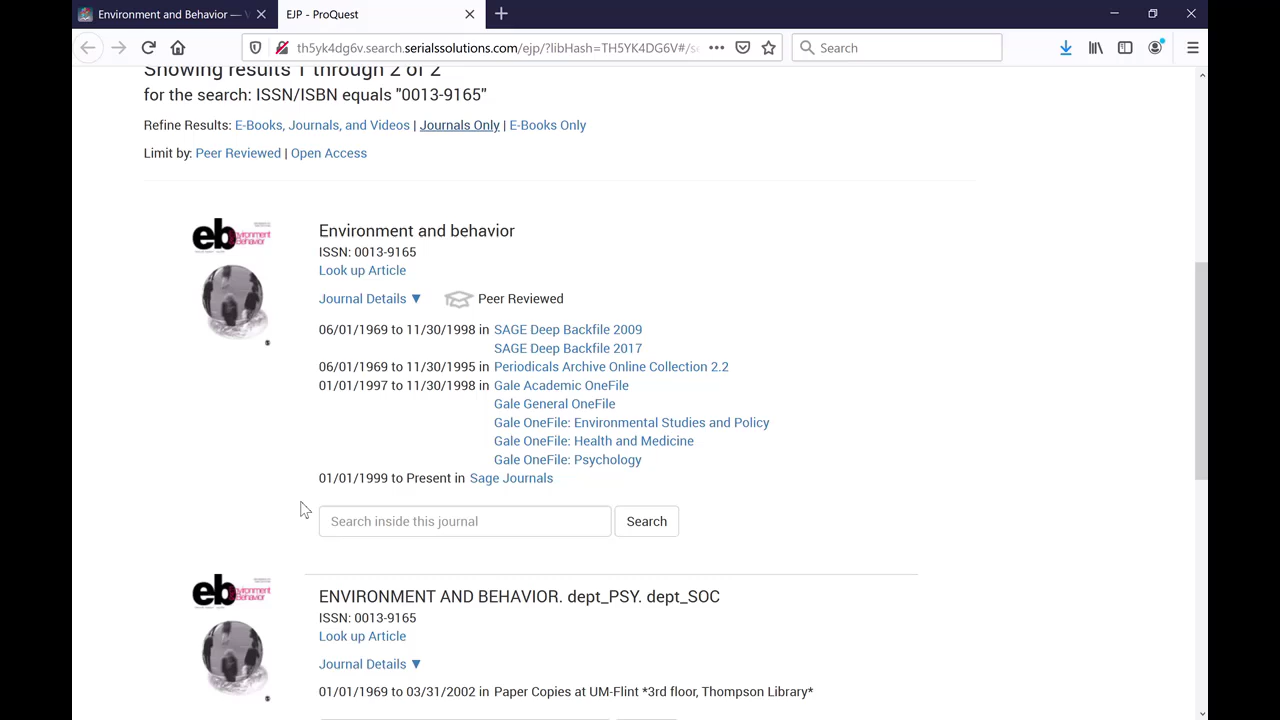 Environment and Behavior — V
EJP - ProQuest
th5yk4dg6v.search.serialssolutions.com/ejp/?libHash=TH5YK4DG6V#/se
Search
Showing results 1 through 2 of 2
for the search: ISSN/ISBN equals "0013-9165"
Refine Results: E-Books, Journals, and Videos | Journals Only | E-Books Only
Limit by: Peer Reviewed | Open Access
eb
Environment and behavior
ISSN: 0013-9165
Look up Article
Journal Details ▼ Peer Reviewed
06/01/1969 to 11/30/1998 in SAGE Deep Backfile 2009
SAGE Deep Backfile 2017
06/01/1969 to 11/30/1995 in Periodicals Archive Online Collection 2.2
01/01/1997 to 11/30/1998 in Gale Academic OneFile
Gale General OneFile
Gale OneFile: Environmental Studies and Policy
Gale OneFile: Health and Medicine
Gale OneFile: Psychology
01/01/1999 to Present in Sage Journals
Search inside this journal
Search
eb
ENVIRONMENT AND BEHAVIOR. dept_PSY. dept_SOC
ISSN: 0013-9165
Look up Article
Journal Details ▼
01/01/1969 to 03/31/2002 in Paper Copies at UM-Flint *3rd floor, Thompson Library*